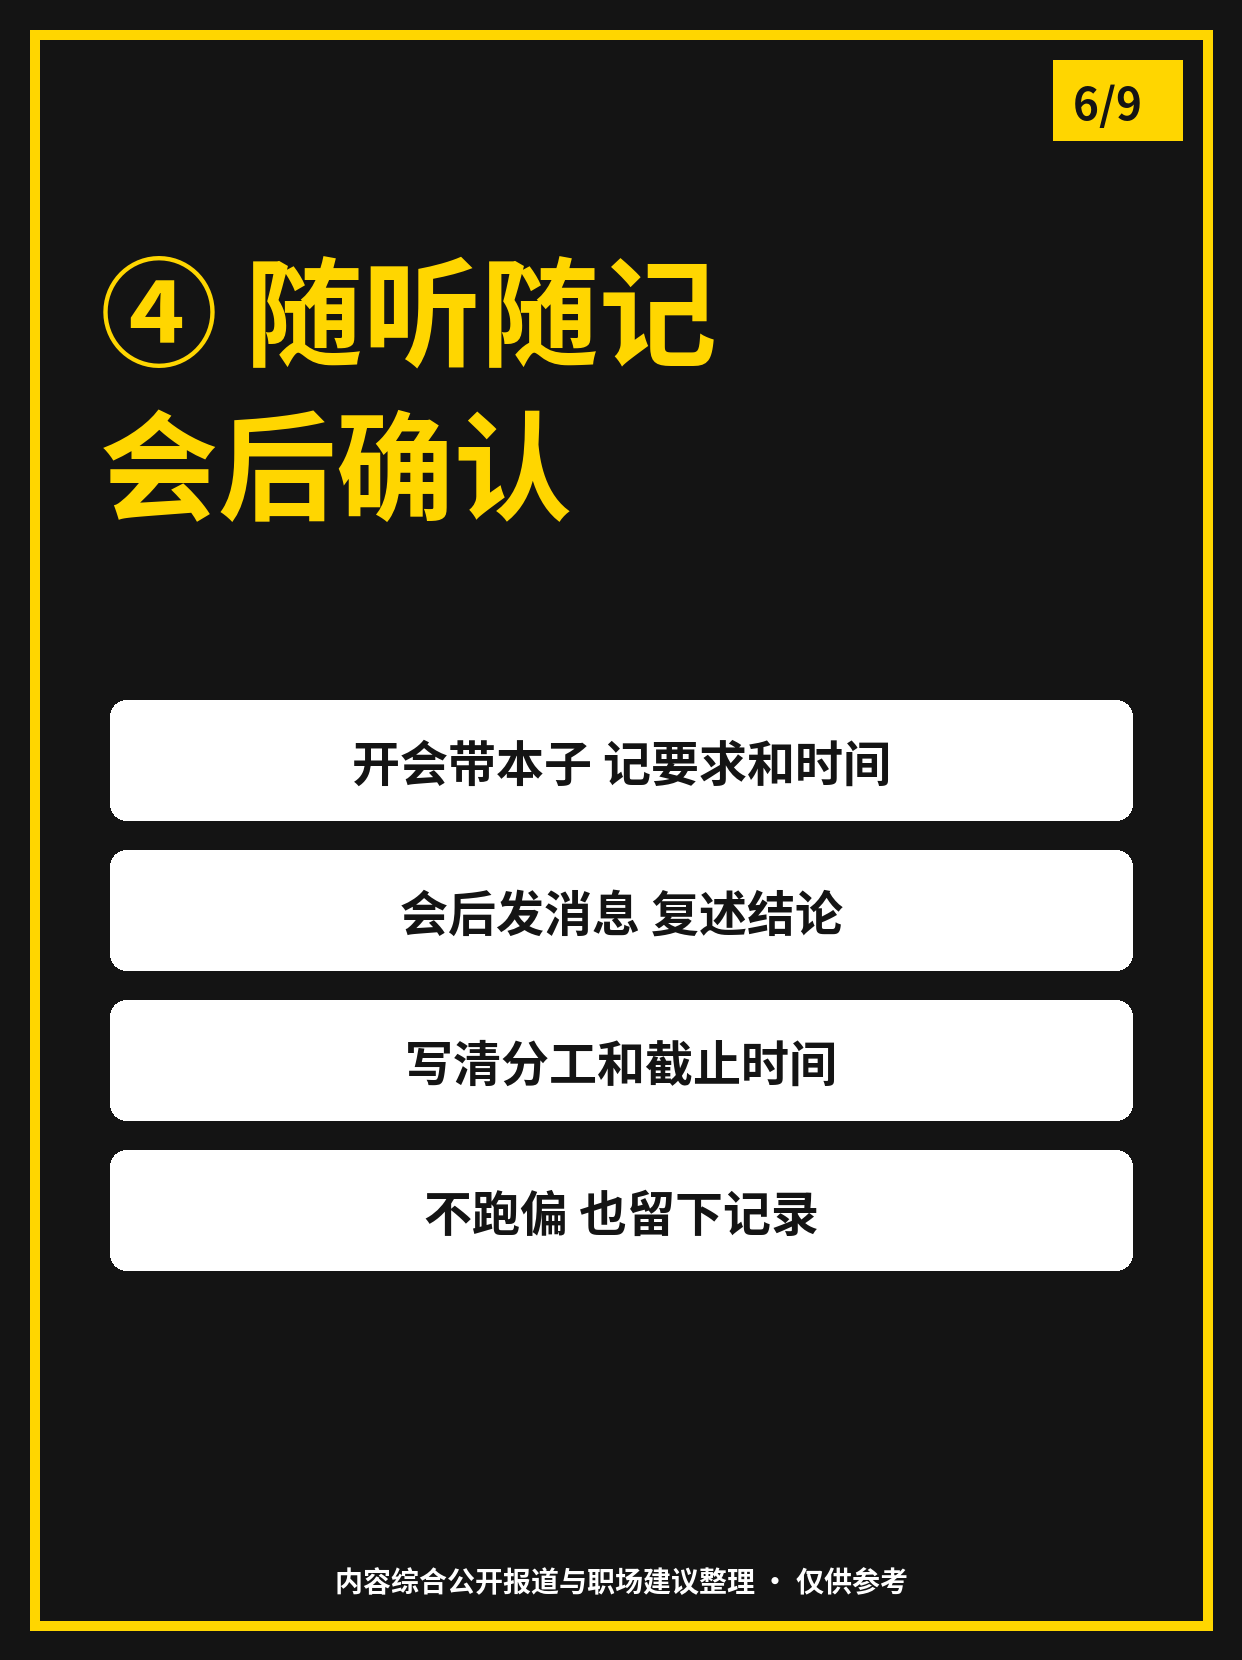 6/9
④ 随听随记
会后确认
开会带本子 记要求和时间
会后发消息 复述结论
写清分工和截止时间
不跑偏 也留下记录
内容综合公开报道与职场建议整理 · 仅供参考